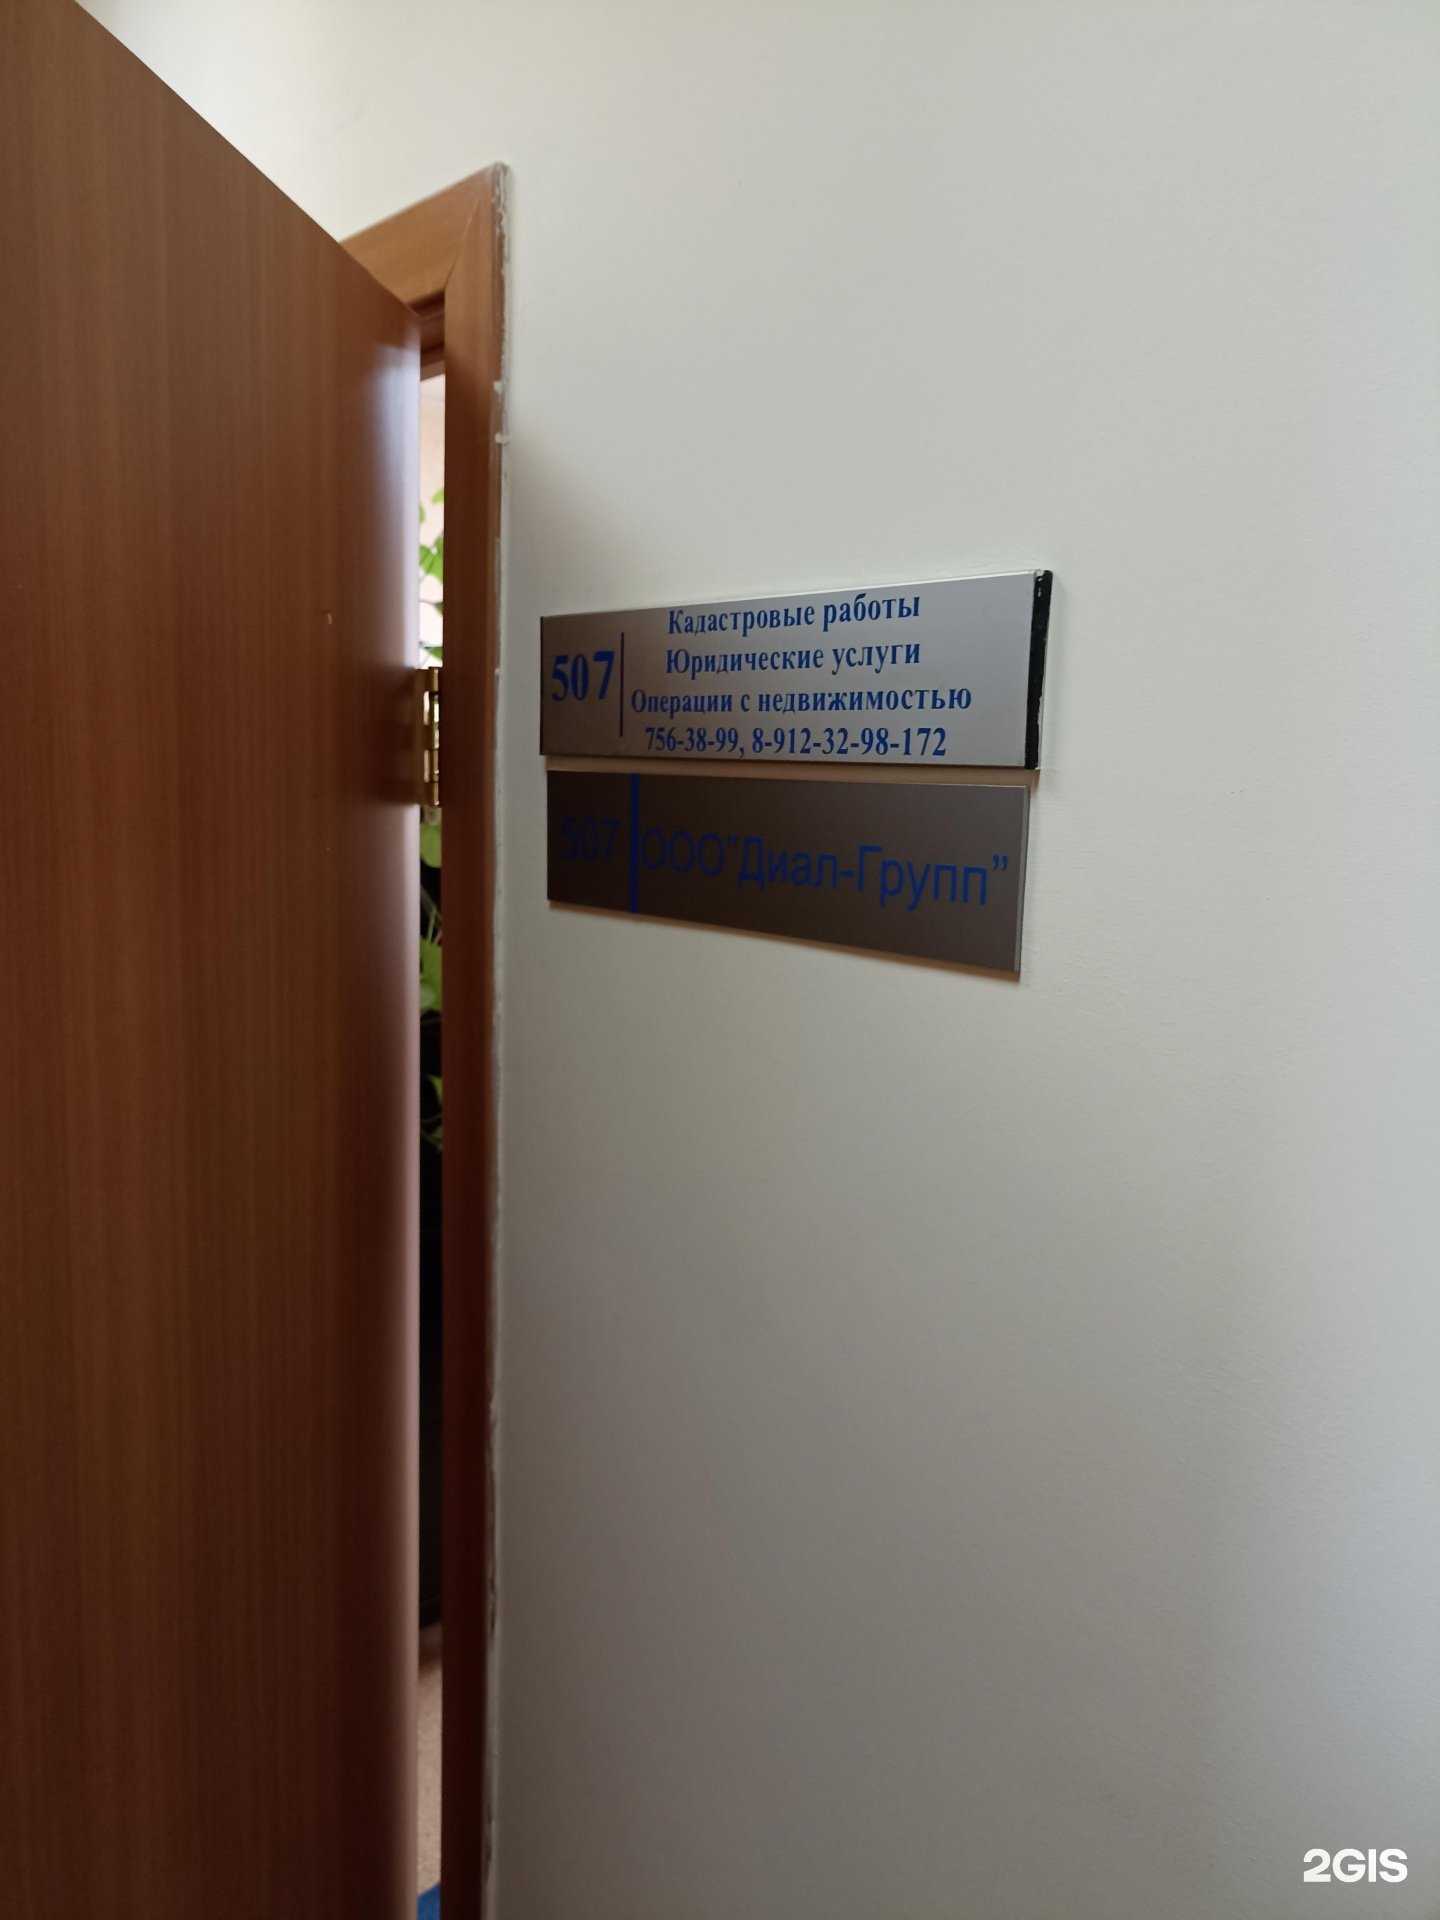 507
Кадастровые работы
Юридические услуги
Операции с недвижимостью
756-38-99, 8-912-32-98-172
507 ООО"Диал-Групп"
2GIS